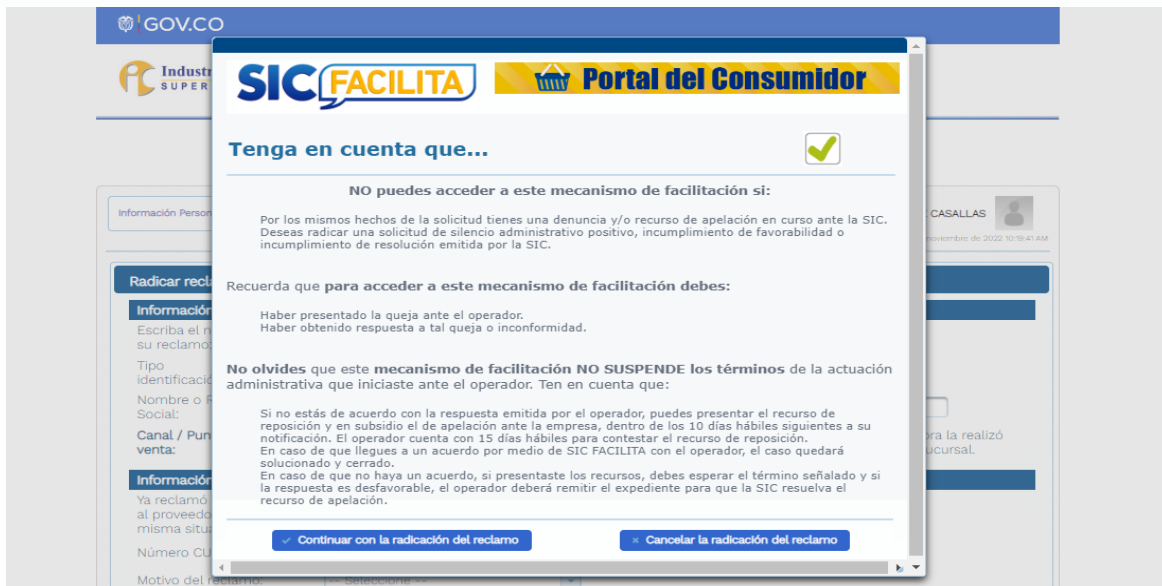 GOV.CO
Industr
SUPER
SIC FACILITA Portal del Consumidor
Tenga en cuenta que...
NO puedes acceder a este mecanismo de facilitación si:
Por los mismos hechos de la solicitud tienes una denuncia y/o recurso de apelación en curso ante la SIC.
Deseas radicar una solicitud de silencio administrativo positivo, incumplimiento de favorabilidad o
incumplimiento de resolución emitida por la SIC.
Recuerda que para acceder a este mecanismo de facilitación debes:
Haber presentado la queja ante el operador.
Haber obtenido respuesta a tal queja o inconformidad.
No olvides que este mecanismo de facilitación NO SUSPENDE los términos de la actuación
administrativa que iniciaste ante el operador. Ten en cuenta que:
Si no estás de acuerdo con la respuesta emitida por el operador, puedes presentar el recurso de
reposición y en subsidio el de apelación ante la empresa, dentro de los 10 días hábiles siguientes a su
notificación. El operador cuenta con 15 días hábiles para contestar el recurso de reposición.
En caso de que llegues a un acuerdo por medio de SIC FACILITA con el operador, el caso quedará
solucionado y cerrado.
En caso de que no haya un acuerdo, si presentaste los recursos, debes esperar el término señalado y si
la respuesta es desfavorable, el operador deberá remitir el expediente para que la SIC resuelva el
recurso de apelación.
Continuar con la radicación del reclamo
Cancelar la radicación del reclamo
Información Person
CASALLAS
noviembre de 2022 10:19:41 AM
Radicar recl
Información
Escriba el n
su reclamo:
Tipo
identificació
Nombre o R
Social:
Canal / Pun
venta:
ra la realizó
ucursal.
Información
Ya reclamó
al proveedo
misma situa
Número CU
Motivo del reclamo: -- Seleccione --